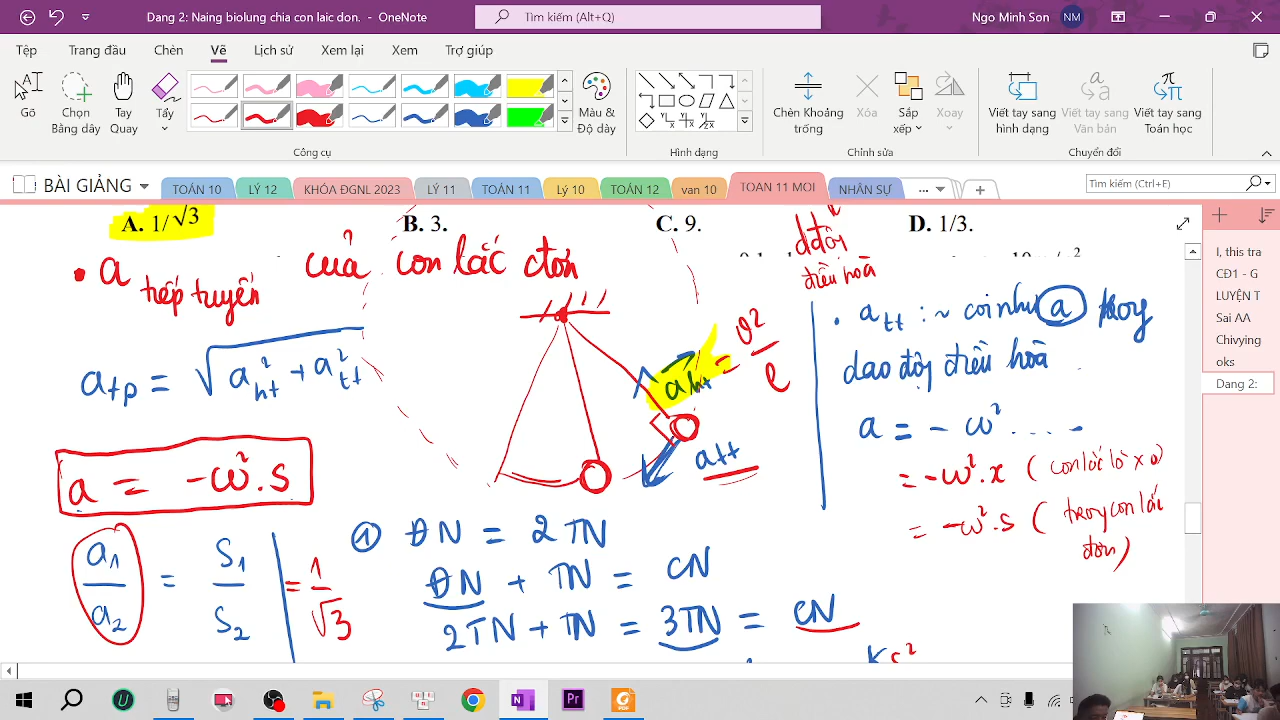 Dang 2: Naing biolung chia con laic don. - OneNote
Tìm kiếm (Alt+Q)
Ngo Minh Son
NM
Tệp
Trang đầu
Chèn
Vẽ
Lịch sử
Xem lại
Xem
Trợ giúp
Gõ
Chọn Bằng dây
Tay Quay
Tẩy
Màu & Độ dày
Chèn Khoảng trống
Xóa
Sắp xếp
Xoay
Viết tay sang hình dạng
Viết tay sang Văn bản
Viết tay sang Toán học
Công cụ
Hình dạng
Chỉnh sửa
Chuyển đổi
BÀI GIẢNG
TOÁN 10
LÝ 12
KHÓA ĐGNL 2023
LÝ 11
TOÁN 11
Lý 10
TOÁN 12
van 10
TOAN 11 MOI
NHÂN SỰ
...
Tìm kiếm (Ctrl+E)
A. 1/√3
B. 3.
C. 9.
D. 1/3.
I, this tra
CĐ1 - G
LUYỆN T
Sai AA
Chivying
oks
Dang 2:
• a tiếp tuyến của con lắc đơn
điều hoà
a tp = √(a²ht + a²tt)
a ht = v²/l
a tt
a = -ω².s
a₁/a₂ = S₁/S₂ = 1/√3
① ĐN = 2TN
ĐN + TN = CN
2TN + TN = 3TN = CN
• a tt : ~ coi như a trong
dao động điều hoà
a = - ω² ....
= -ω².x ( con lắc lò xo)
= -ω².s ( trong con lắc
đơn)